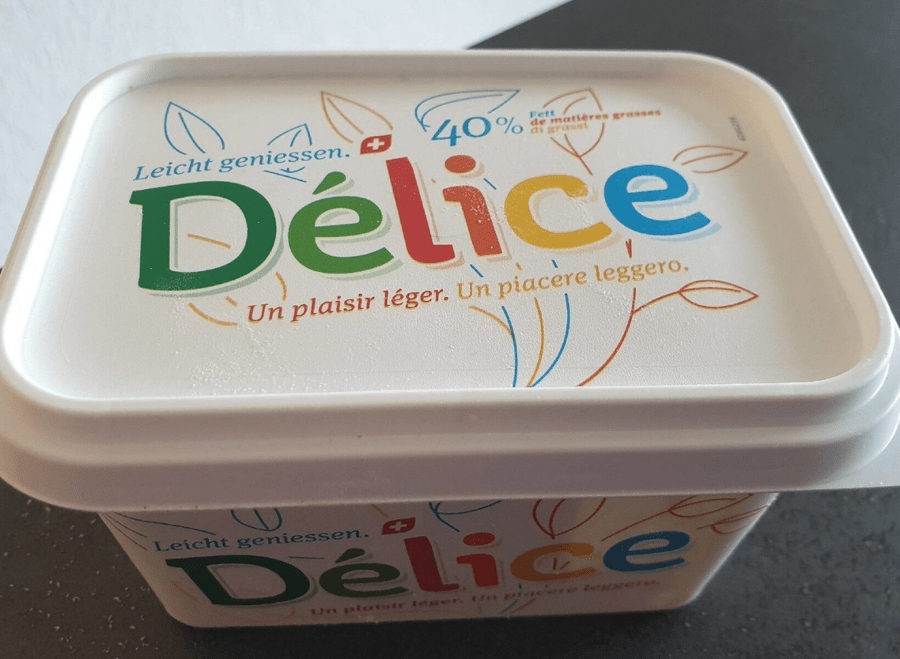 40% Fett
de matières grasses
di grassi
Leicht geniessen.
Délice
Un plaisir léger. Un piacere leggero.
Leicht geniessen.
Délice
Un plaisir léger. Un piacere leggero.